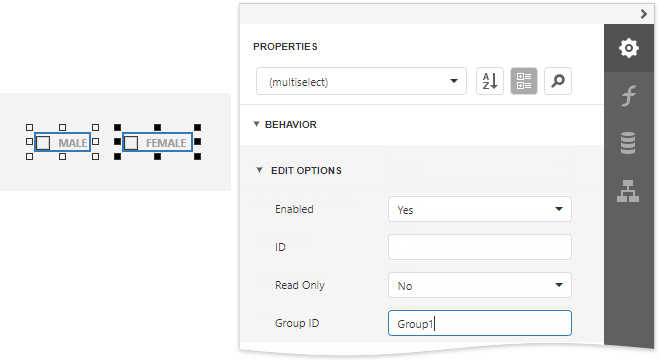 MALE FEMALE
PROPERTIES
(multiselect)
A
Z
BEHAVIOR
EDIT OPTIONS
Enabled Yes
ID
Read Only No
Group ID Group1